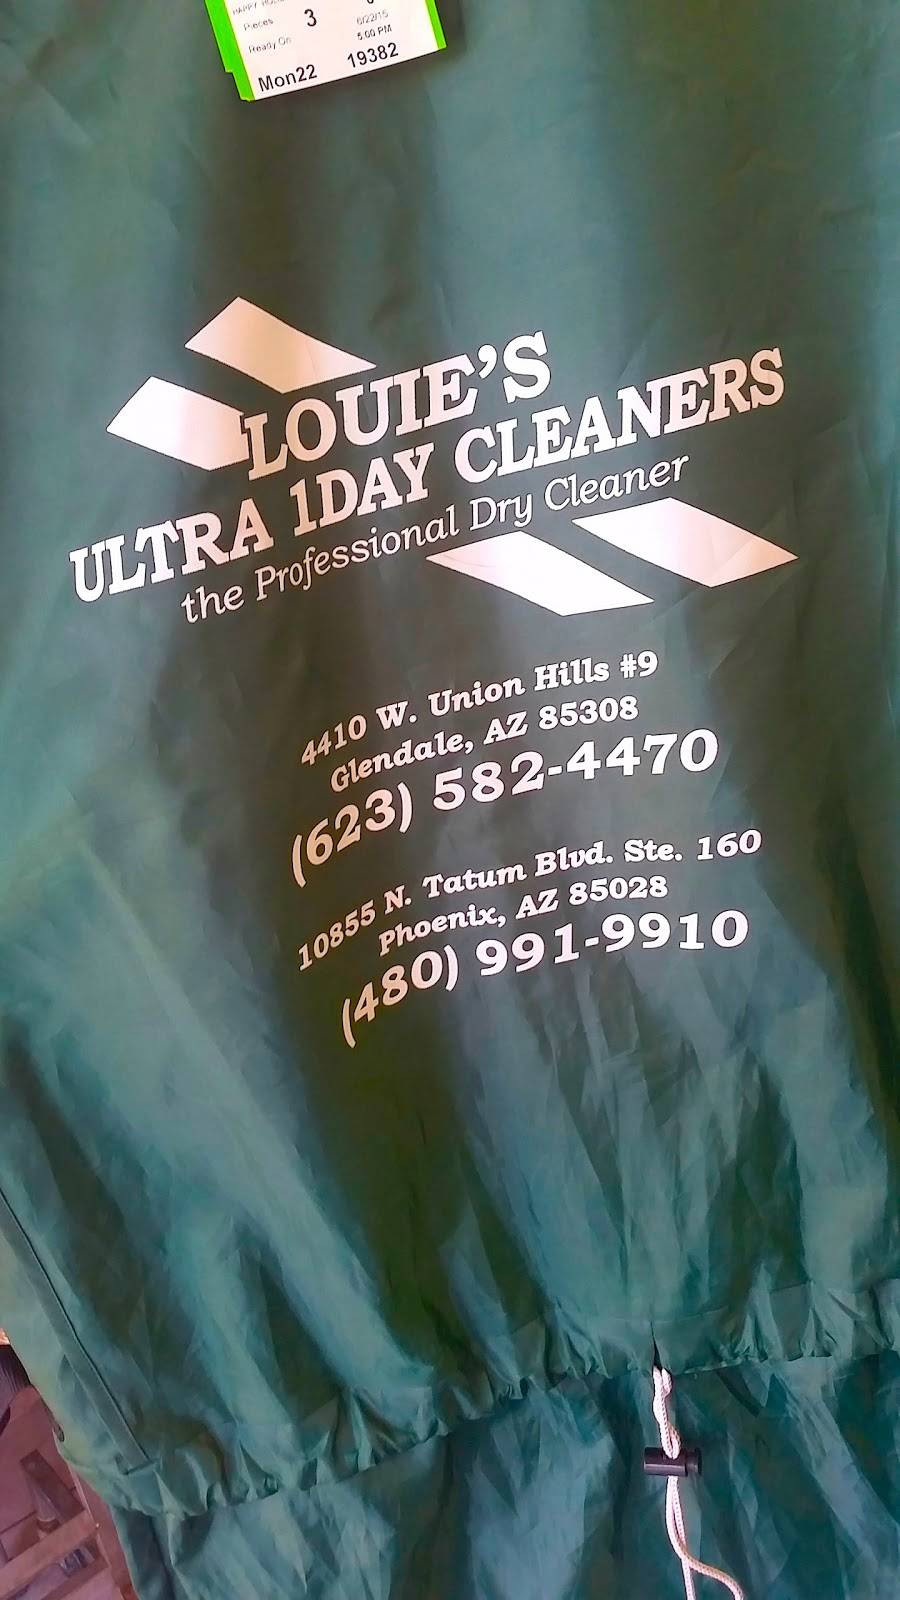 Pieces 3
Ready On 6/22/15
5:00 PM
Mon22 19382
LOUIE'S
ULTRA 1DAY CLEANERS
the Professional Dry Cleaner
4410 W. Union Hills #9
Glendale, AZ 85308
(623) 582-4470
10855 N. Tatum Blvd. Ste. 160
Phoenix, AZ 85028
(480) 991-9910